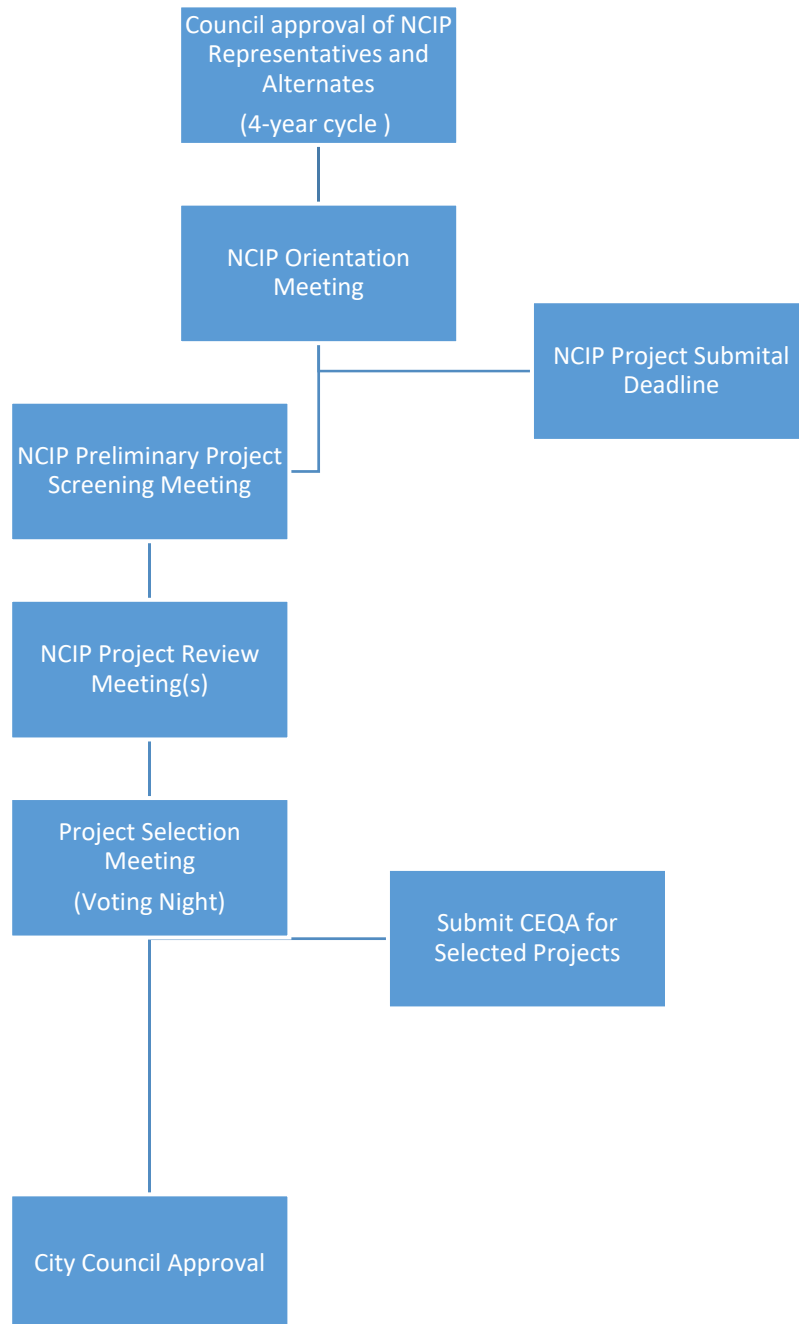 Council approval of NCIP
Representatives and
Alternates
(4-year cycle )
NCIP Orientation
Meeting
NCIP Project Submital
Deadline
NCIP Preliminary Project
Screening Meeting
NCIP Project Review
Meeting(s)
Project Selection
Meeting
(Voting Night)
Submit CEQA for
Selected Projects
City Council Approval